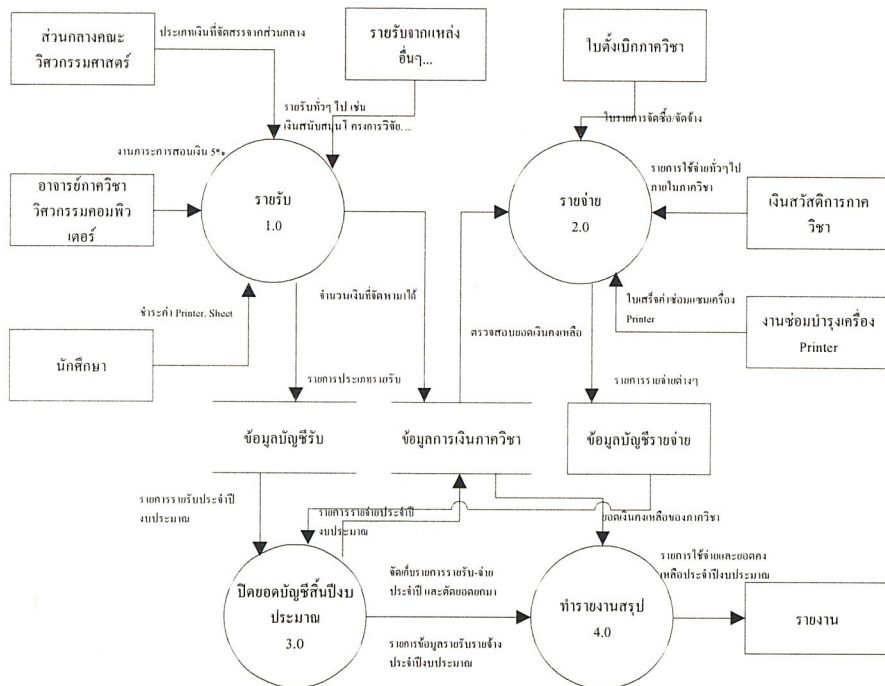 ส่วนกลางคณะ
วิศวกรรมศาสตร์
ประเภทเงินที่จัดสรรจากส่วนกลาง
รายรับจากแหล่ง
อื่นๆ...
ใบตั้งเบิกภาควิชา
รายรับทั่วๆ ไป เช่น
เงินสนับสนุนโครงการวิจัย, ...
ใบรายการจัดซื้อ/จัดจ้าง
งานภาระการสอนเงิน 5%
อาจารย์ภาควิชา
วิศวกรรมคอมพิว
เตอร์
รายรับ
1.0
รายจ่าย
2.0
รายการใช้จ่ายทั่วๆไป
ภายในภาควิชา
เงินสวัสดิการภาค
วิชา
ชำระค่า Printer, Sheet
จำนวนเงินที่จัดหามาได้
ตรวจสอบยอดเงินคงเหลือ
ใบเสร็จค่าซ่อมแซมเครื่อง
Printer
งานซ่อมบำรุงเครื่อง
Printer
นักศึกษา
รายการประเภทรายรับ
รายการรายจ่ายต่างๆ
ข้อมูลบัญชีรับ
ข้อมูลการเงินภาควิชา
ข้อมูลบัญชีรายจ่าย
รายการรายรับประจำปี
งบประมาณ
รายการรายจ่ายประจำปี
งบประมาณ
ยอดเงินคงเหลือของภาควิชา
รายการใช้จ่ายและยอดคง
เหลือประจำปีงบประมาณ
ปิดยอดบัญชีสิ้นปีงบ
ประมาณ
3.0
จัดเก็บรายการรายรับ-จ่าย
ประจำปี และตัดยอดยกมา
รายการข้อมูลรายรับรายจ้าง
ประจำปีงบประมาณ
ทำรายงานสรุป
4.0
รายงาน